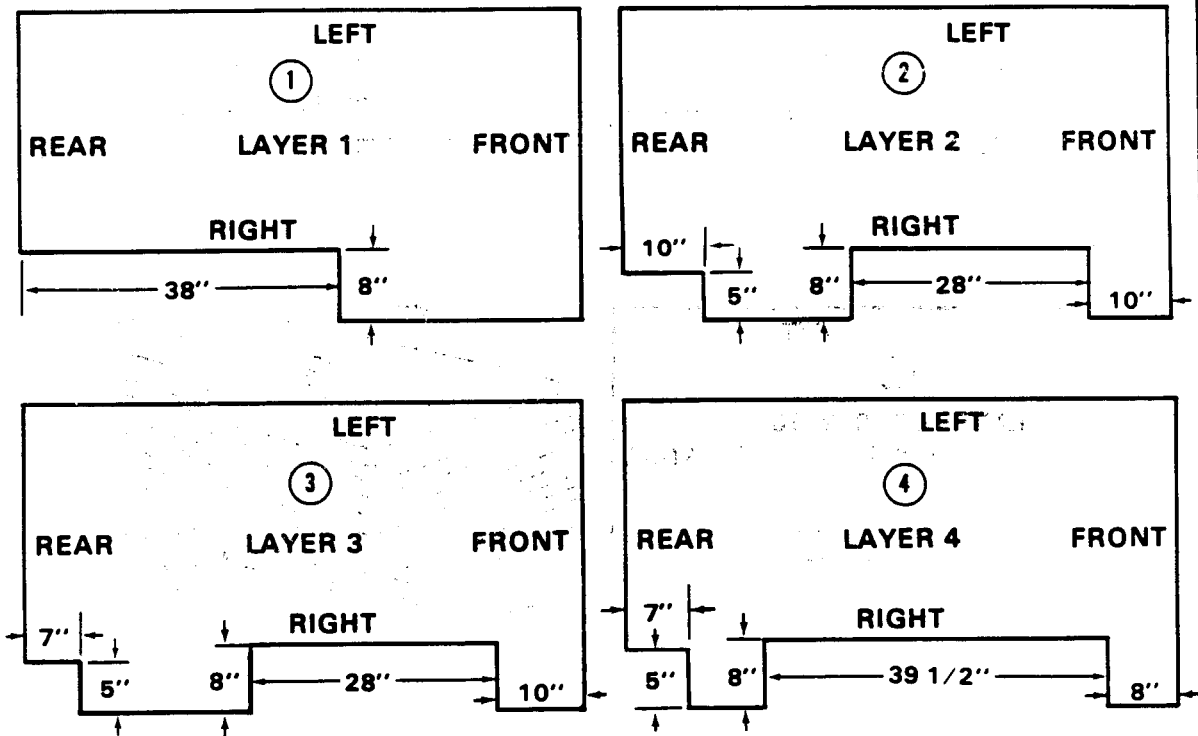 LEFT
1
REAR LAYER 1 FRONT
RIGHT
38" 8"
LEFT
2
REAR LAYER 2 FRONT
RIGHT
10"
5" 8" 28" 10"
LEFT
3
REAR LAYER 3 FRONT
RIGHT
7"
5" 8" 28" 10"
LEFT
4
REAR LAYER 4 FRONT
RIGHT
7"
5" 8" 39 1/2" 8"